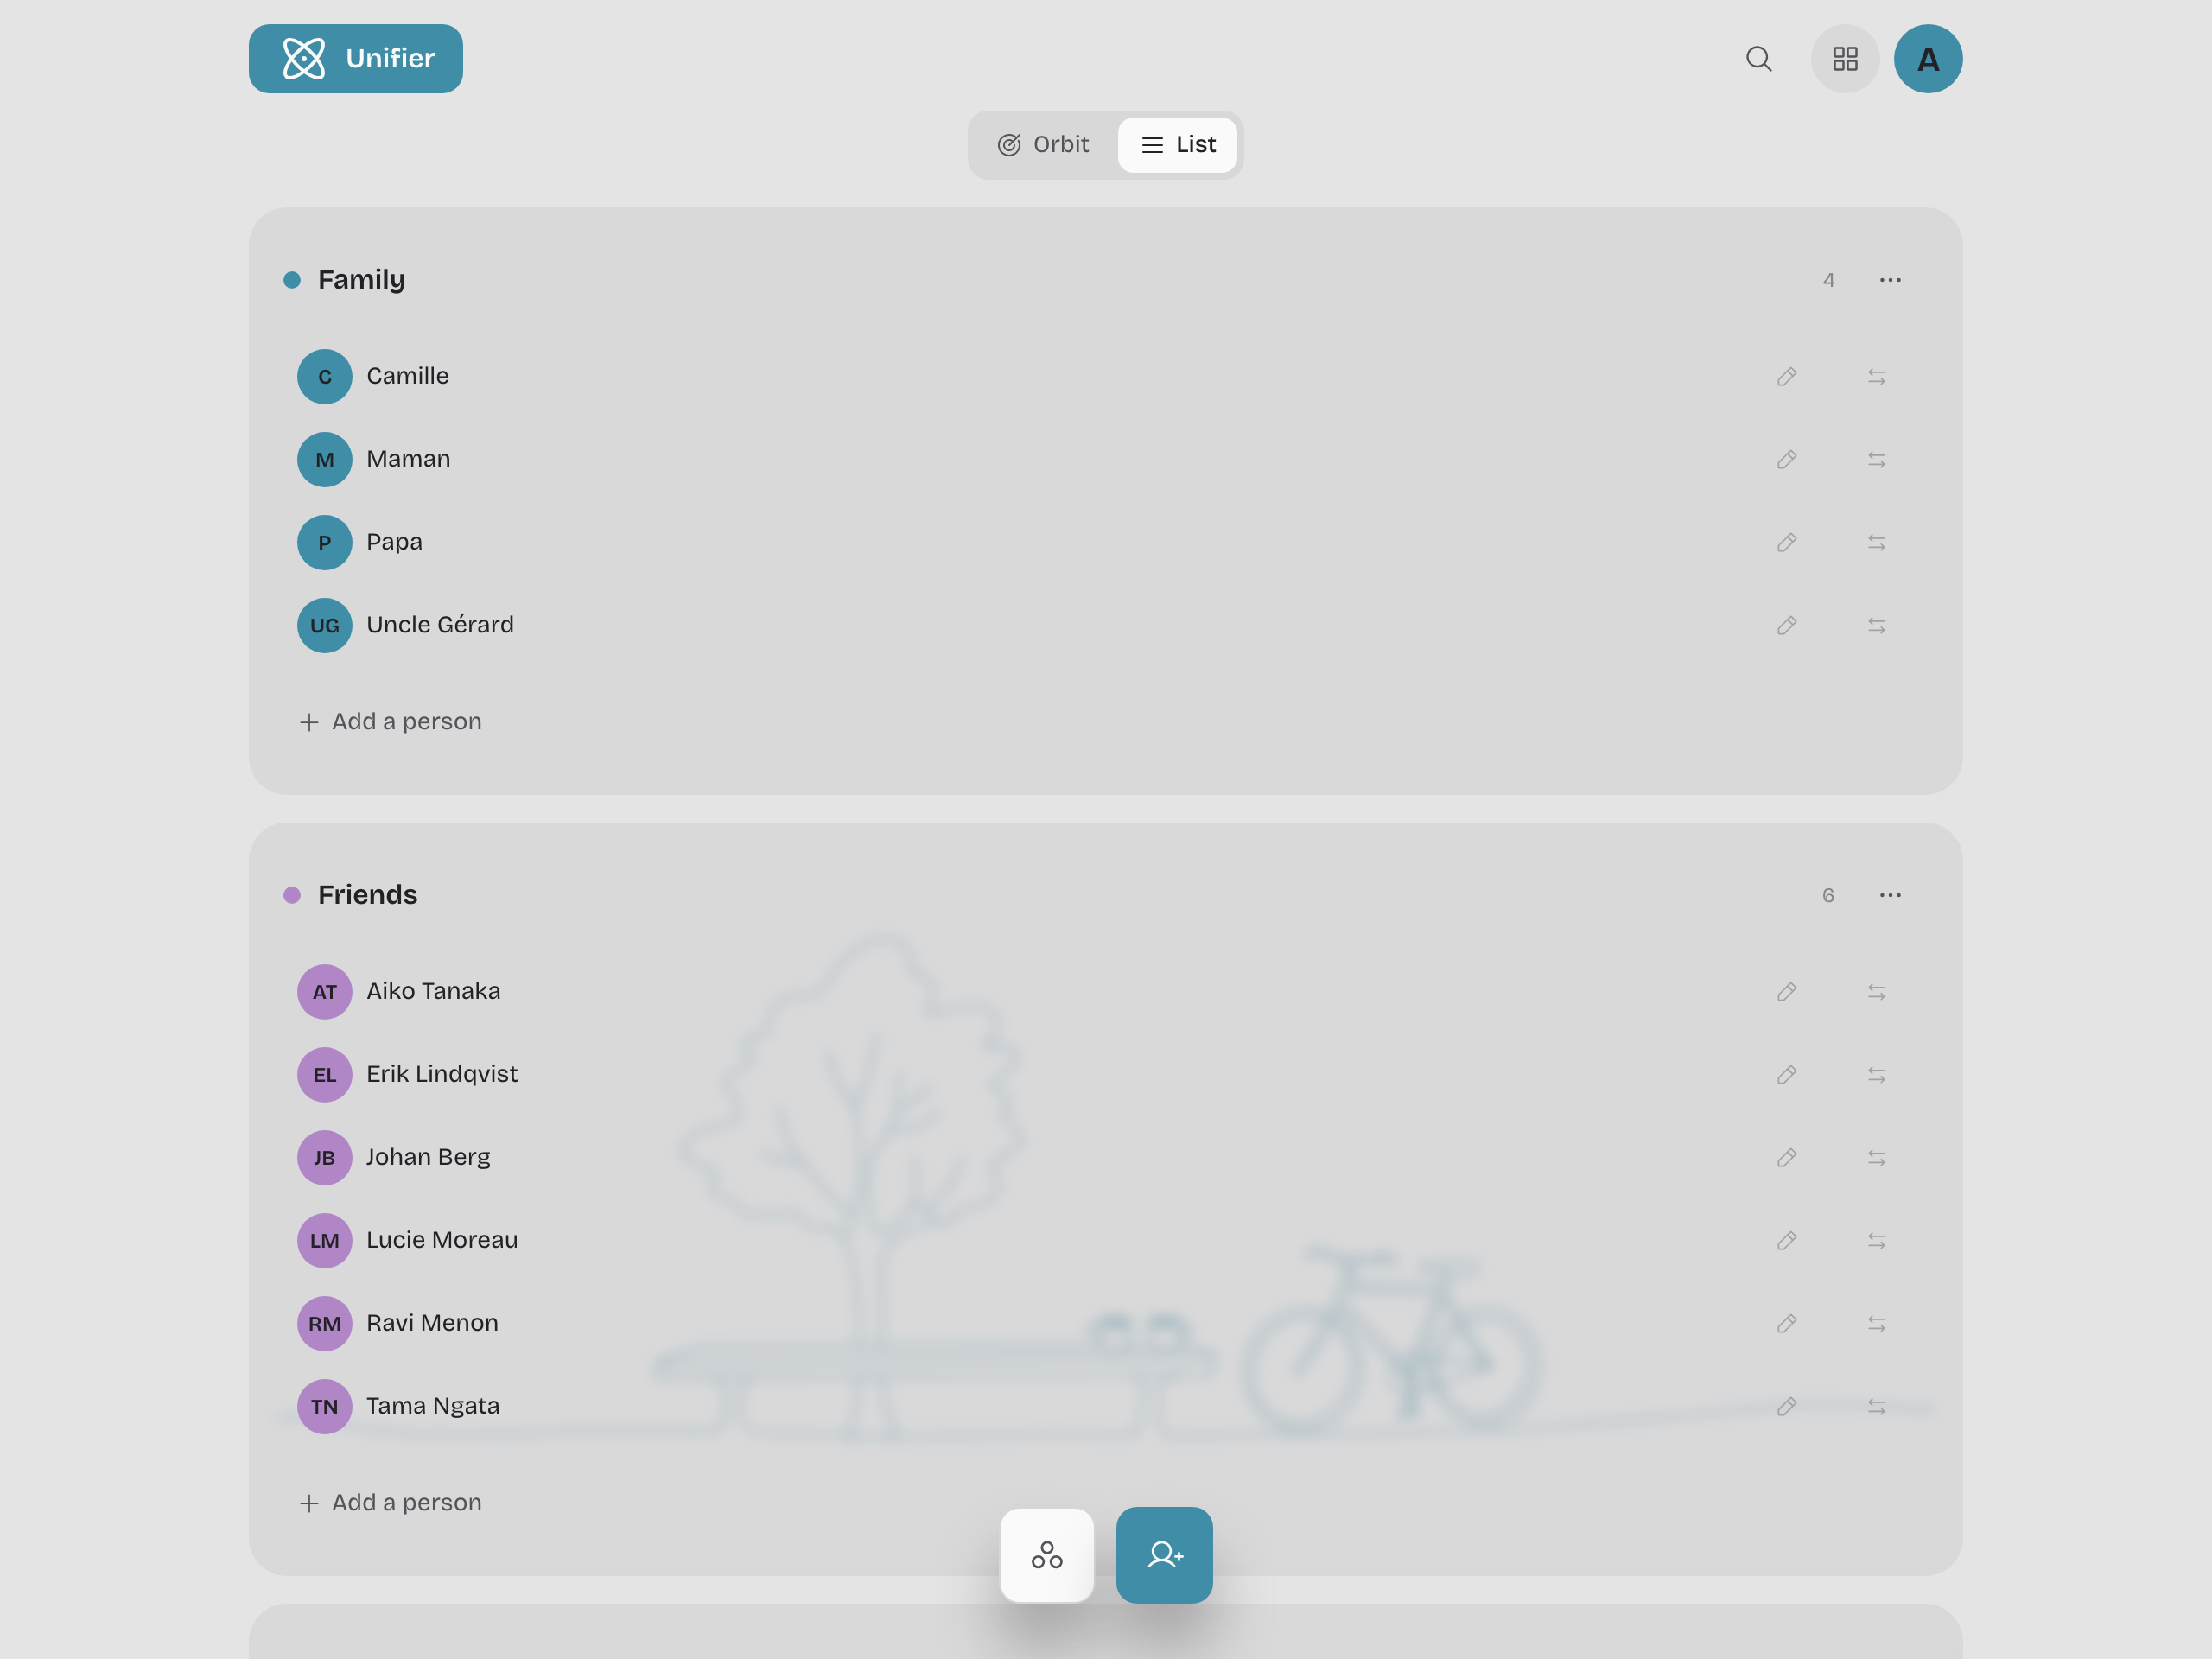 Unifier
A
Orbit
List
Family
4
C
Camille
M
Maman
P
Papa
UG
Uncle Gérard
Add a person
Friends
6
AT
Aiko Tanaka
EL
Erik Lindqvist
JB
Johan Berg
LM
Lucie Moreau
RM
Ravi Menon
TN
Tama Ngata
Add a person